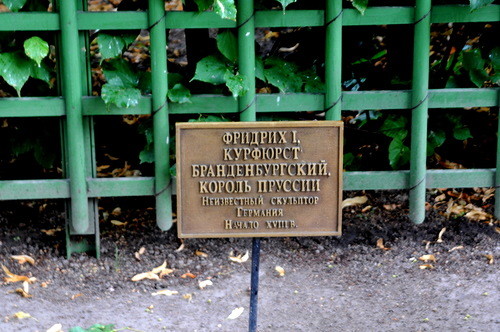 ФРИДРИХ I,
КУРФЮРСТ
БРАНДЕНБУРГСКИЙ,
КОРОЛЬ ПРУССИИ
НЕИЗВЕСТНЫЙ СКУЛЬПТОР
ГЕРМАНИЯ
НАЧАЛО XVIII В.